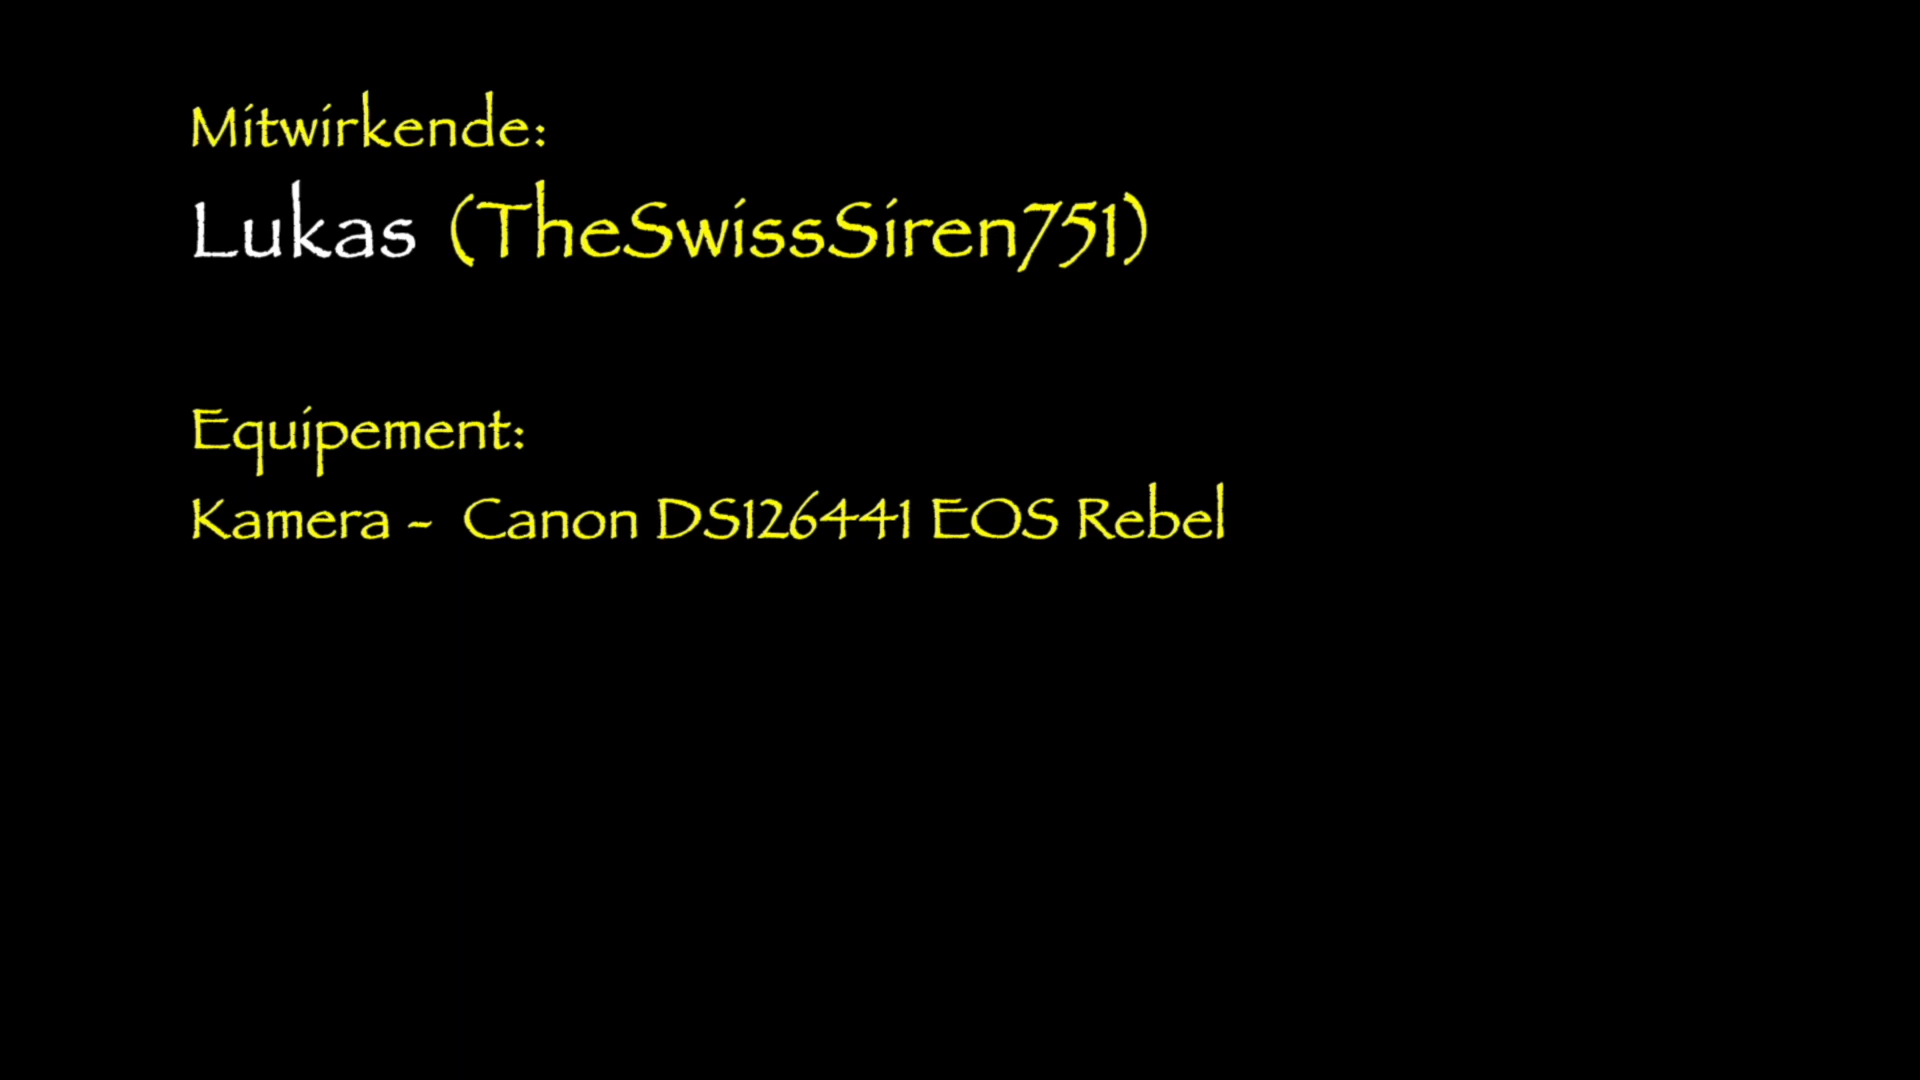 Mitwirkende:
Lukas (TheSwissSiren751)
Equipement:
Kamera - Canon DS126441 EOS Rebel